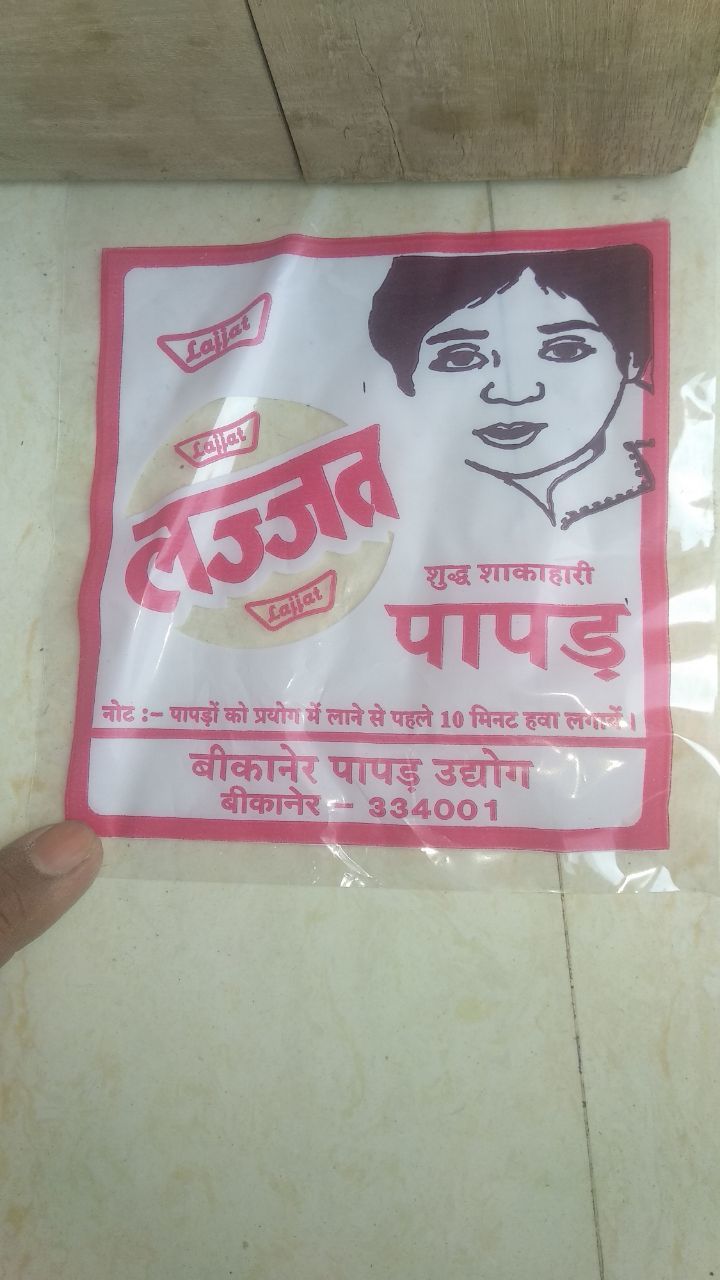 Lajjat
Lajjat
लज्जत
Lajjat
शुद्ध शाकाहारी
पापड़
नोट :- पापड़ों को प्रयोग में लाने से पहले 10 मिनट हवा लगावें।
बीकानेर पापड़ उद्योग
बीकानेर - 334001